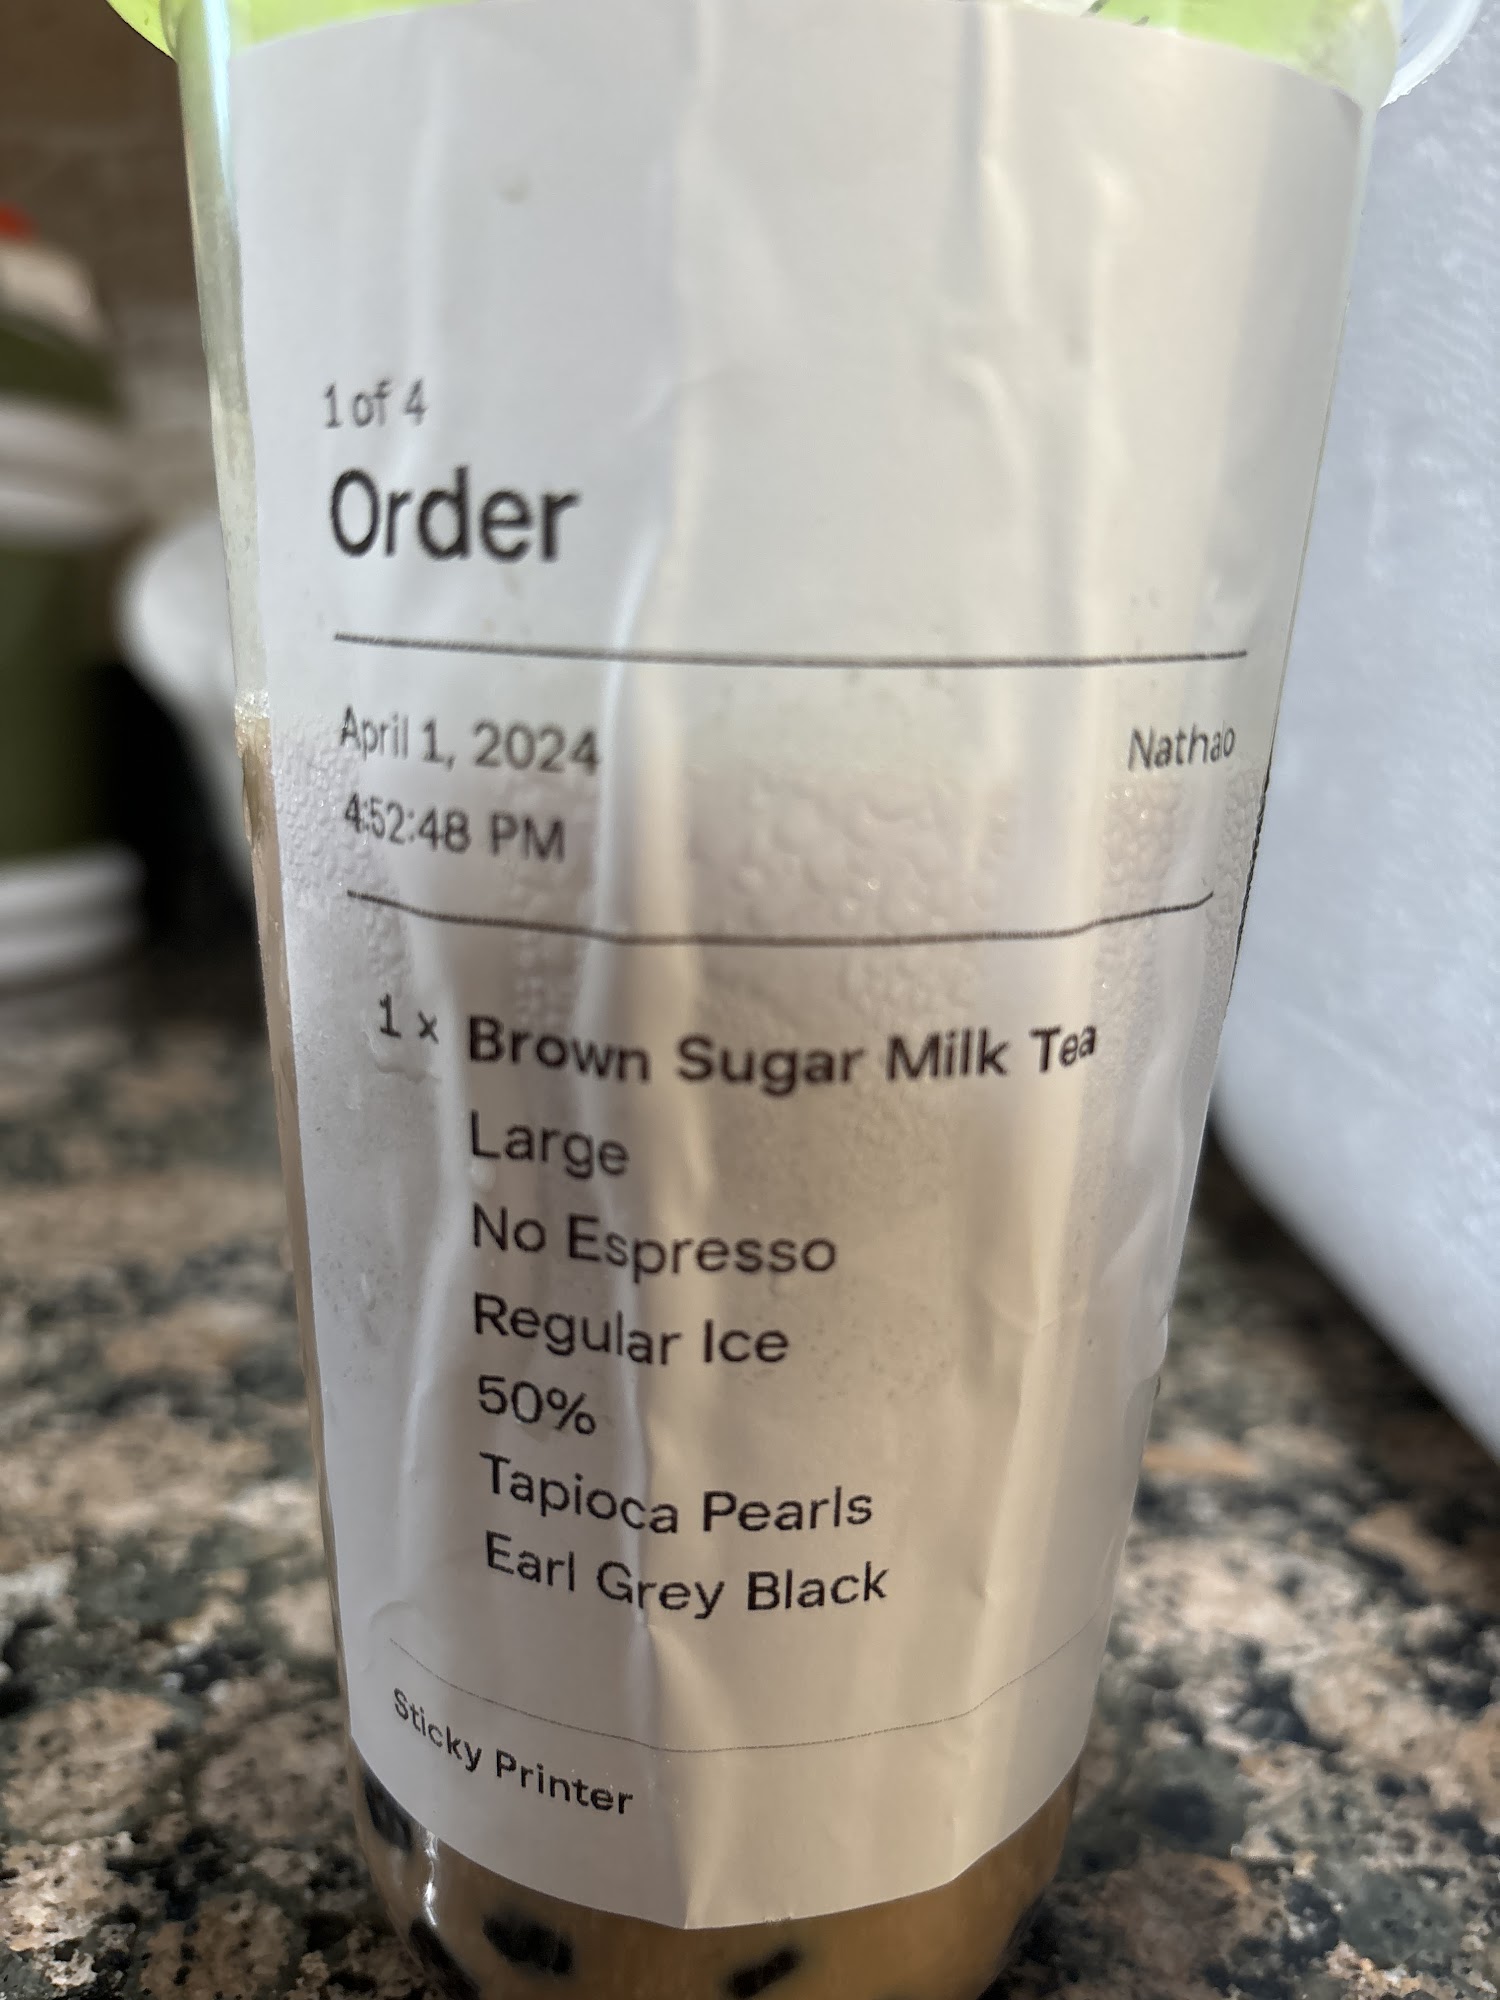 1 of 4
Order
April 1, 2024
Nathao
4:52:48 PM
1 x Brown Sugar Milk Tea
Large
No Espresso
Regular Ice
50%
Tapioca Pearls
Earl Grey Black
Sticky Printer